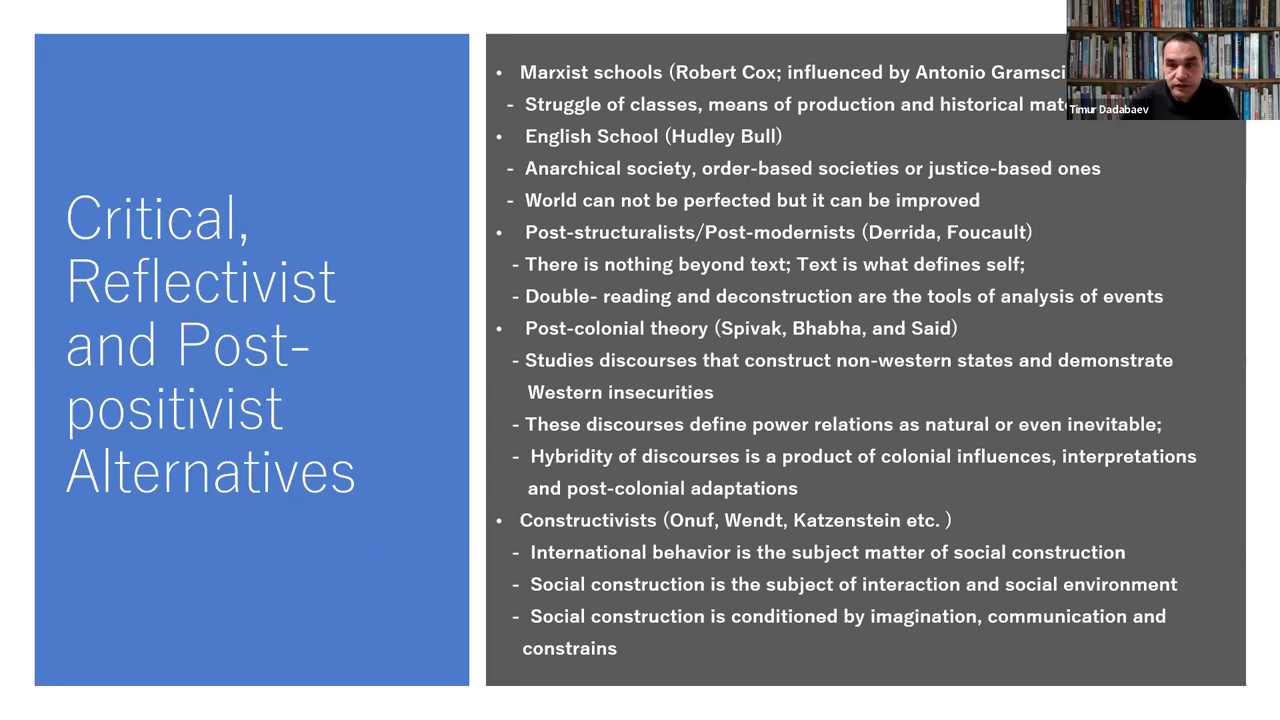 Critical,
Reflectivist
and Post-
positivist
Alternatives
• Marxist schools (Robert Cox; influenced by Antonio Gramsci
- Struggle of classes, means of production and historical
• English School (Hudley Bull)
- Anarchical society, order-based societies or justice-based ones
- World can not be perfected but it can be improved
• Post-structuralists/Post-modernists (Derrida, Foucault)
- There is nothing beyond text; Text is what defines self;
- Double- reading and deconstruction are the tools of analysis of events
• Post-colonial theory (Spivak, Bhabha, and Said)
- Studies discourses that construct non-western states and demonstrate
Western insecurities
- These discourses define power relations as natural or even inevitable;
- Hybridity of discourses is a product of colonial influences, interpretations
and post-colonial adaptations
• Constructivists (Onuf, Wendt, Katzenstein etc. )
- International behavior is the subject matter of social construction
- Social construction is the subject of interaction and social environment
- Social construction is conditioned by imagination, communication and
constrains
Timur Dadabaev